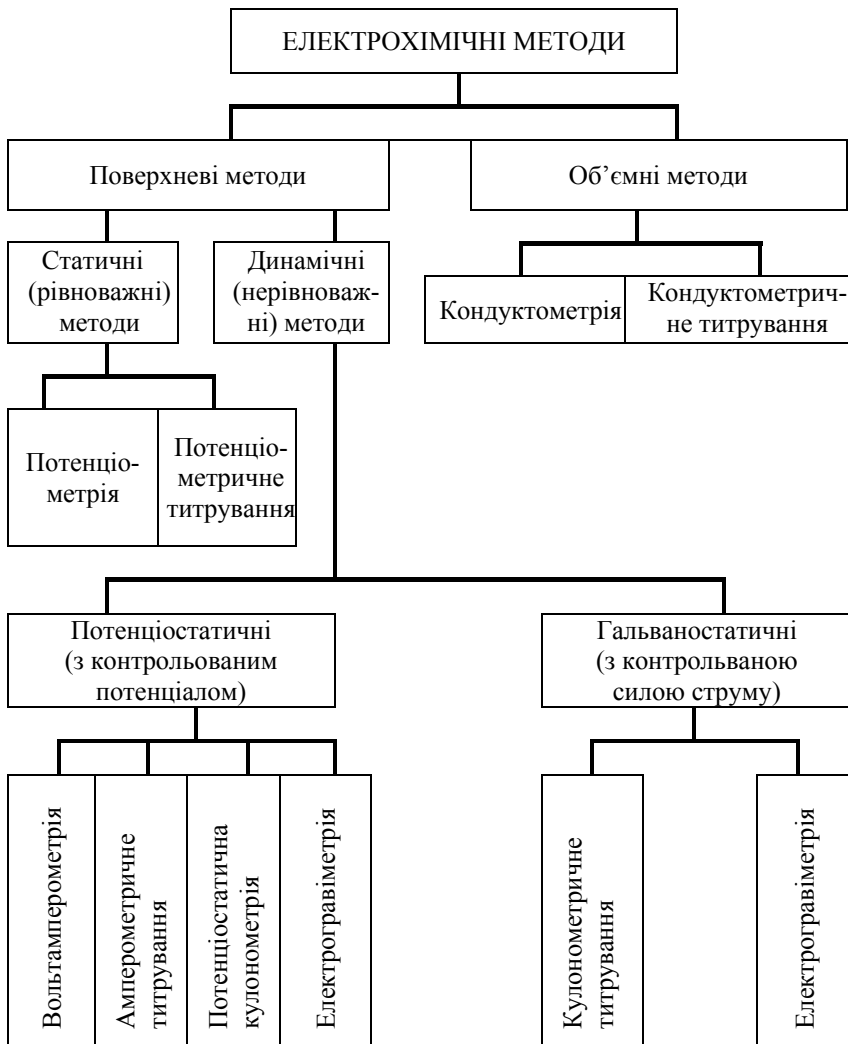 ЕЛЕКТРОХІМІЧНІ МЕТОДИ
Поверхневі методи
Об’ємні методи
Статичні
(рівноважні)
методи
Динамічні
(нерівноваж-
ні) методи
Кондуктометрія
Кондуктометрич-
не титрування
Потенціо-
метрія
Потенціо-
метричне
титрування
Потенціостатичні
(з контрольованим
потенціалом)
Гальваностатичні
(з контрольваною
силою струму)
Вольтамперометрія
Амперометричне
титрування
Потенціостатична
кулонометрія
Електрогравіметрія
Кулонометричне
титрування
Електрогравіметрія